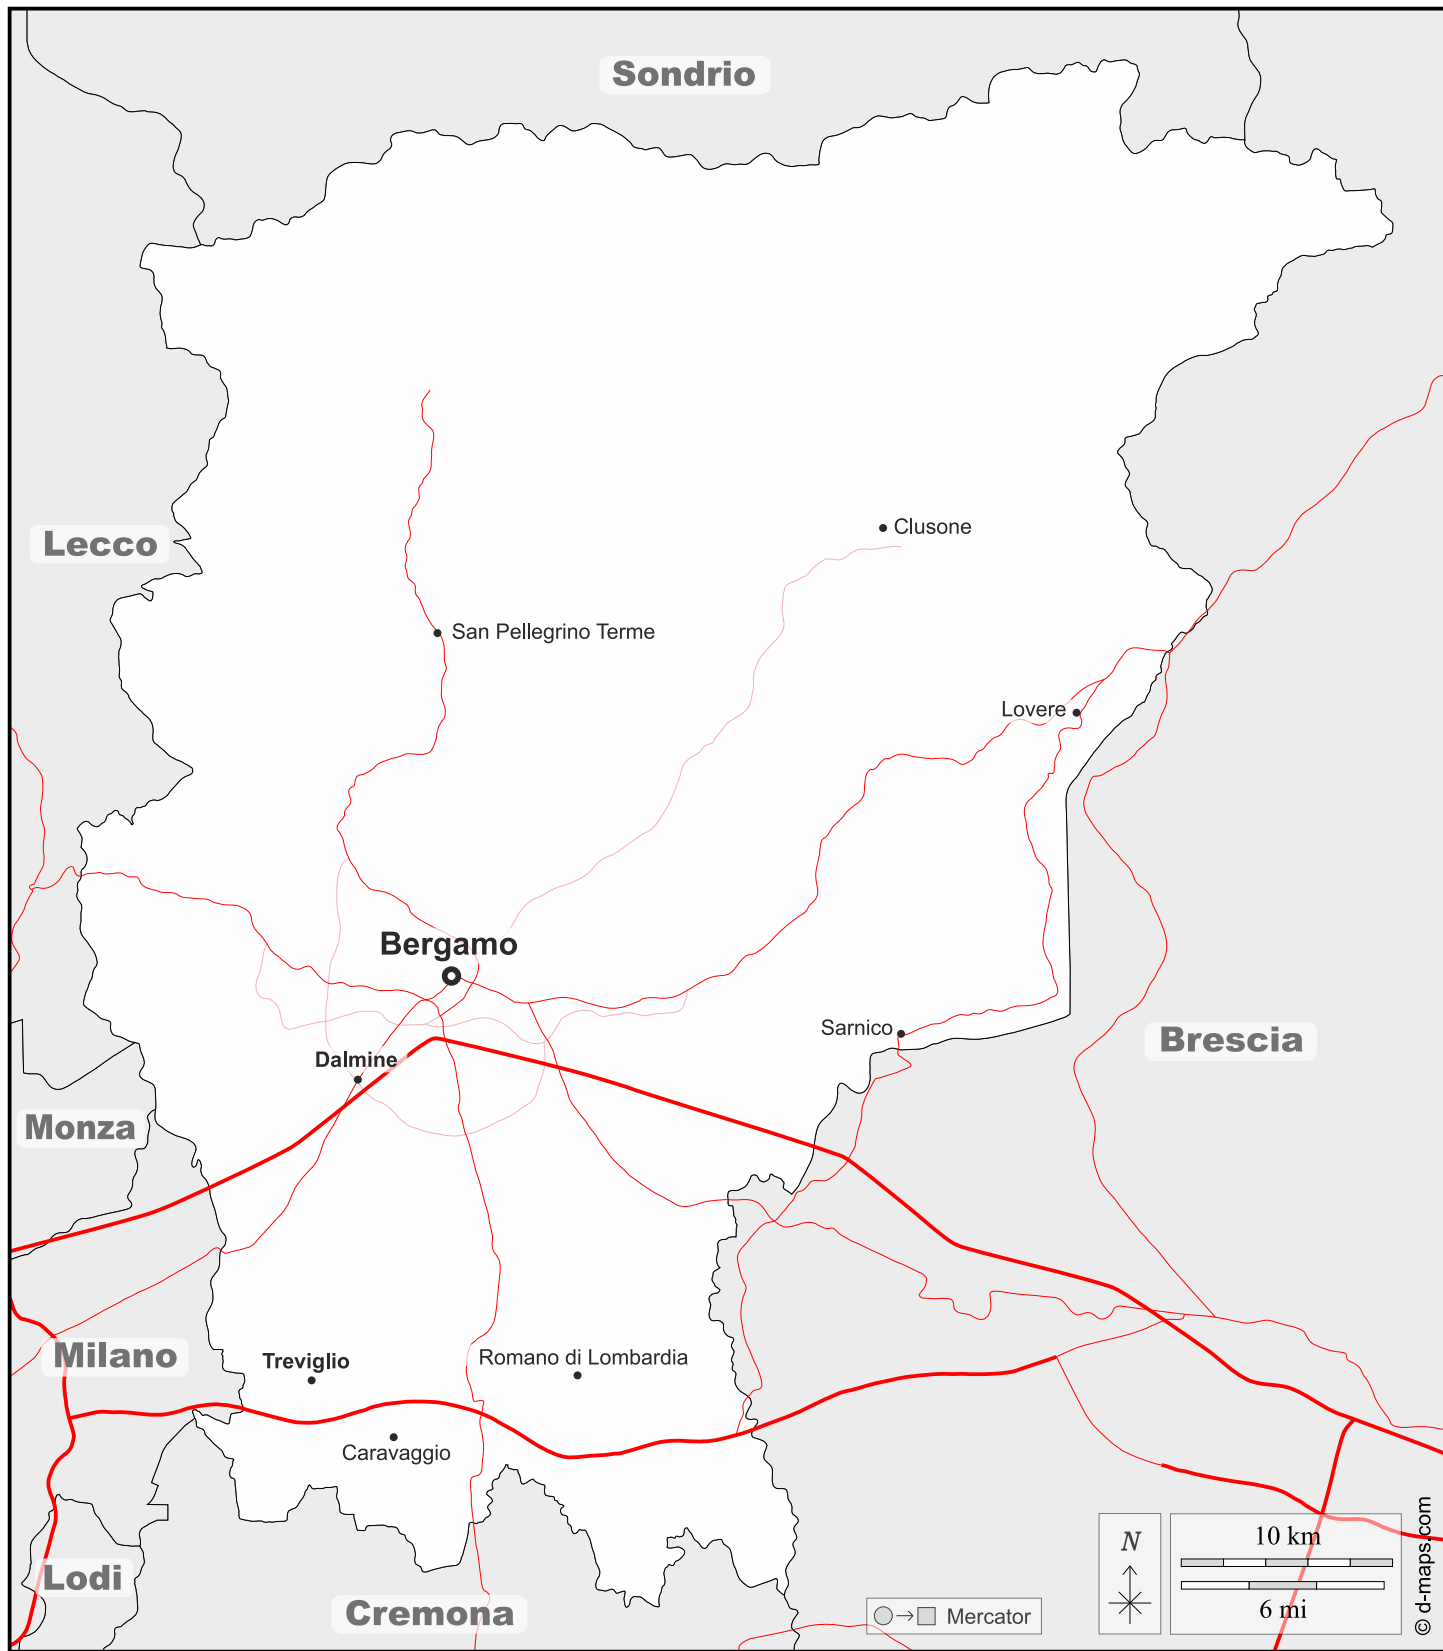 Sondrio
Clusone
Lecco
San Pellegrino Terme
Lovere
Bergamo
Sarnico
Brescia
Dalmine
Monza
Milano
Treviglio
Romano di Lombardia
Caravaggio
Lodi
Cremona
Mercator
N
10 km
6 mi
© d-maps.com